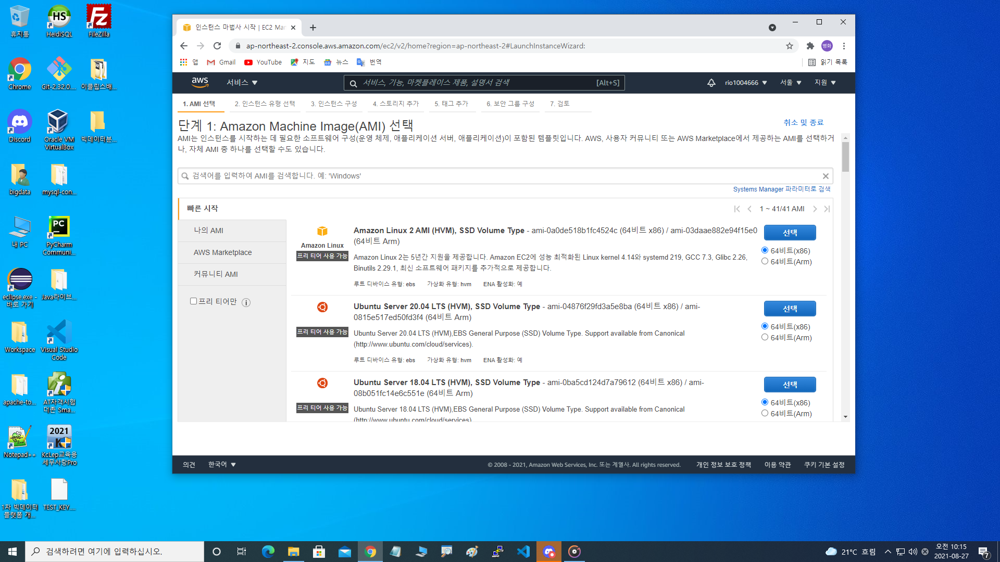 휴지통
HeidiSQL
FileZilla
Chrome
Git-2.32.0....
이클립스배...
Discord
Oracle VM
VirtualBox
빅데이터분...
bigdata
mysql-con...
내 PC
PyCharm
Communi...
eclipse.exe -
바로 가기
Java라이브...
Workspace
Visual Studio
Code
apache-to...
AT자격시험
더존 Sma...
Notepad++
KcLep교육용
세무사랑Pro
1차 빅데이터
플랫폼 개...
TEST_KEY....
인스턴스 마법사 시작 | EC2 Mar
ap-northeast-2.console.aws.amazon.com/ec2/v2/home?region=ap-northeast-2#LaunchInstanceWizard:
병화
앱 Gmail YouTube 지도 뉴스 번역 읽기 목록
aws 서비스 서비스, 기능, 마켓플레이스 제품, 설명서 검색 [Alt+S] rio1004666 서울 지원
1. AMI 선택 2. 인스턴스 유형 선택 3. 인스턴스 구성 4. 스토리지 추가 5. 태그 추가 6. 보안 그룹 구성 7. 검토
단계 1: Amazon Machine Image(AMI) 선택 취소 및 종료
AMI는 인스턴스를 시작하는 데 필요한 소프트웨어 구성(운영 체제, 애플리케이션 서버, 애플리케이션)이 포함된 템플릿입니다. AWS, 사용자 커뮤니티 또는 AWS Marketplace에서 제공하는 AMI를 선택하거
나, 자체 AMI 중 하나를 선택할 수도 있습니다.
검색어를 입력하여 AMI를 검색합니다. 예: 'Windows'
Systems Manager 파라미터로 검색
빠른 시작 1 ~ 41/41 AMI
나의 AMI
AWS Marketplace
커뮤니티 AMI
프리 티어만
Amazon Linux
프리 티어 사용 가능
Amazon Linux 2 AMI (HVM), SSD Volume Type - ami-0a0de518b1fc4524c (64비트 x86) / ami-03daae882e94f15e0
(64비트 Arm)
Amazon Linux 2는 5년간 지원을 제공합니다. Amazon EC2에 성능 최적화된 Linux kernel 4.14와 systemd 219, GCC 7.3, Glibc 2.26,
Binutils 2.29.1, 최신 소프트웨어 패키지를 추가적으로 제공합니다.
루트 디바이스 유형: ebs 가상화 유형: hvm ENA 활성화: 예
선택
64비트(x86)
64비트(Arm)
프리 티어 사용 가능
Ubuntu Server 20.04 LTS (HVM), SSD Volume Type - ami-04876f29fd3a5e8ba (64비트 x86) / ami-
0815e517ed50fd3f4 (64비트 Arm)
Ubuntu Server 20.04 LTS (HVM),EBS General Purpose (SSD) Volume Type. Support available from Canonical
(http://www.ubuntu.com/cloud/services).
루트 디바이스 유형: ebs 가상화 유형: hvm ENA 활성화: 예
선택
64비트(x86)
64비트(Arm)
프리 티어 사용 가능
Ubuntu Server 18.04 LTS (HVM), SSD Volume Type - ami-0ba5cd124d7a79612 (64비트 x86) / ami-
08b051fc14e6c551e (64비트 Arm)
Ubuntu Server 18.04 LTS (HVM),EBS General Purpose (SSD) Volume Type. Support available from Canonical
(http://www.ubuntu.com/cloud/services)
선택
64비트(x86)
64비트(Arm)
의견 한국어 © 2008 - 2021, Amazon Web Services, Inc. 또는 계열사. All rights reserved. 개인 정보 보호 정책 이용 약관 쿠키 기본 설정
검색하려면 여기에 입력하십시오.
21°C 흐림
오전 10:15
2021-08-27
7